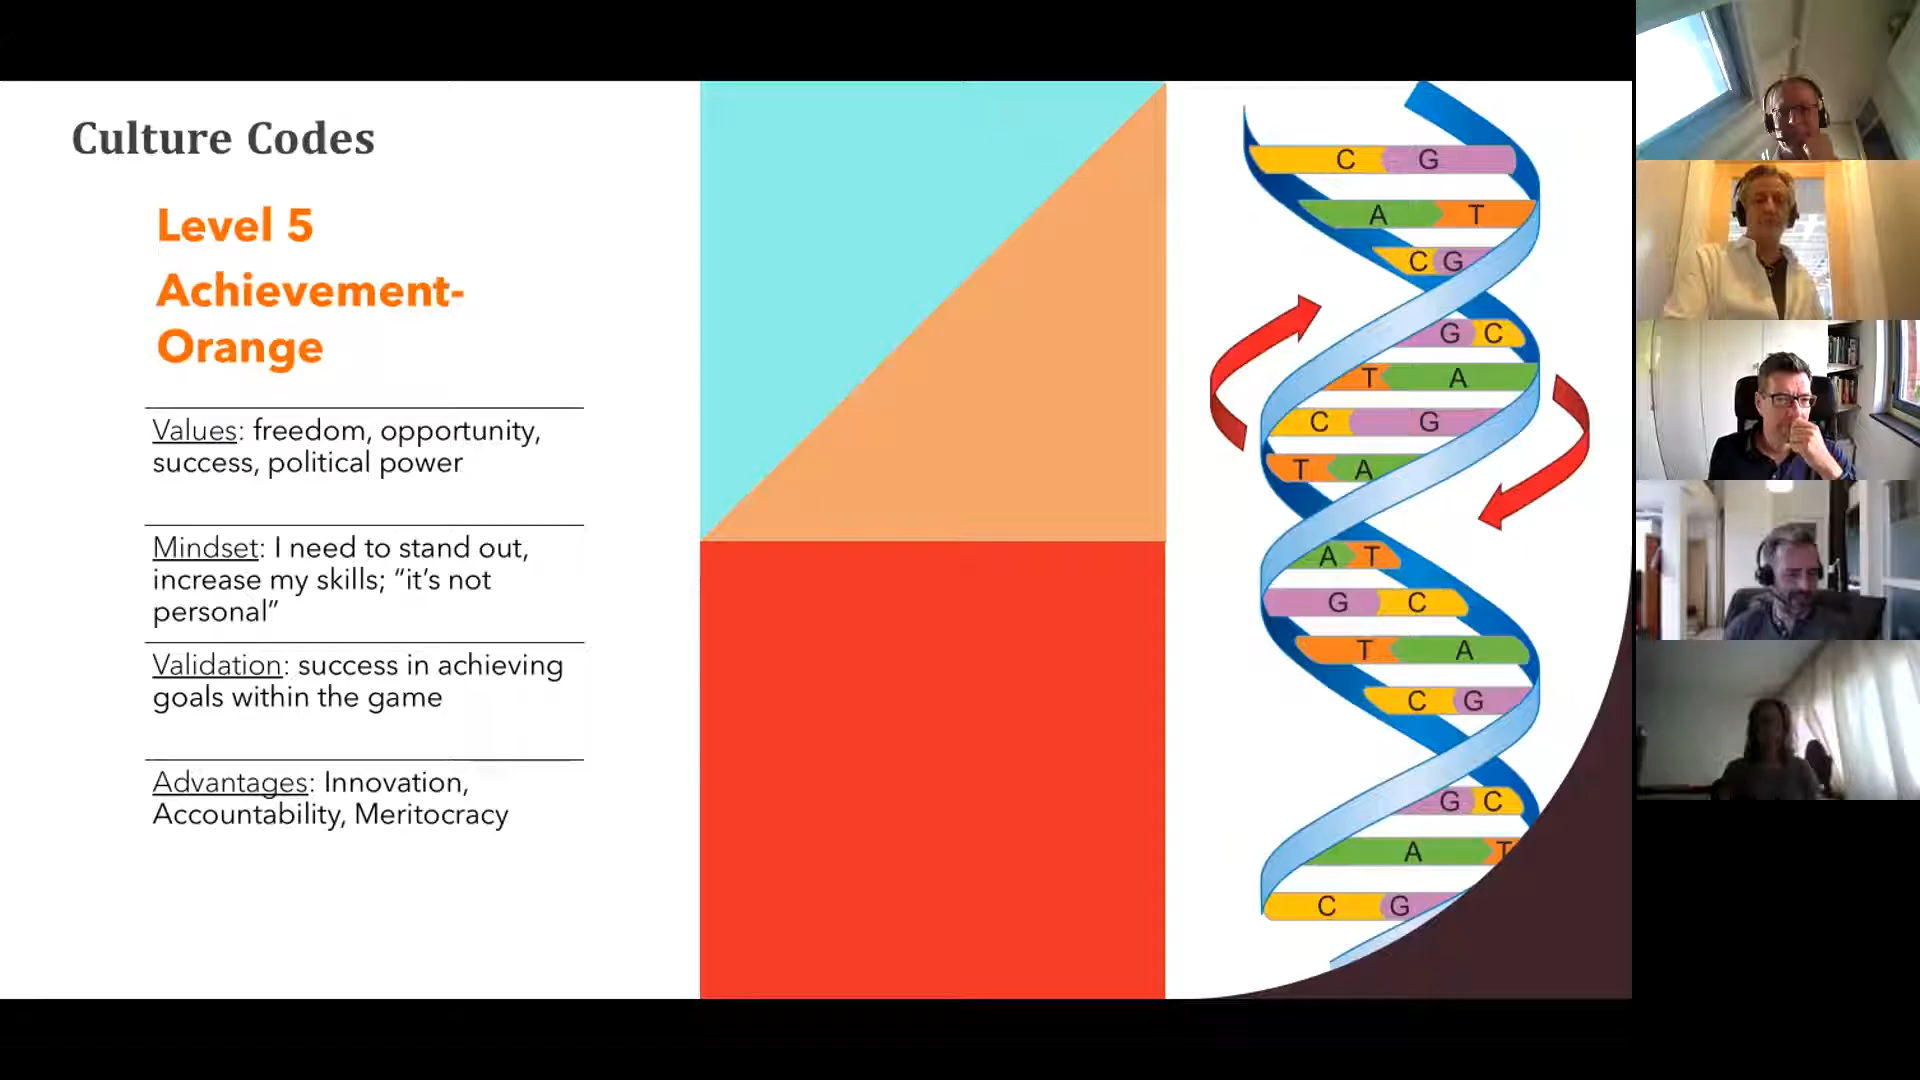 Culture Codes
Level 5
Achievement-
Orange
Values: freedom, opportunity,
success, political power
Mindset: I need to stand out,
increase my skills; “it’s not
personal”
Validation: success in achieving
goals within the game
Advantages: Innovation,
Accountability, Meritocracy
C G
A T
C G
G C
T A
C G
T A
A T
G C
T A
C G
G C
A T
C G